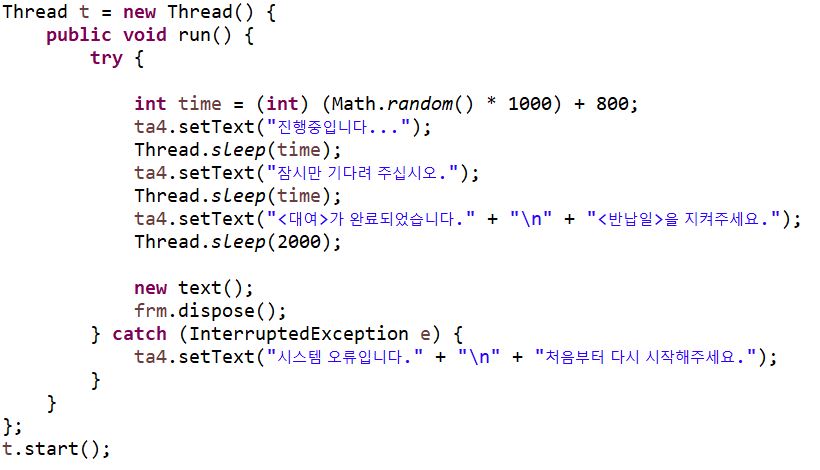 Thread t = new Thread() {
    public void run() {
        try {

            int time = (int) (Math.random() * 1000) + 800;
            ta4.setText("진행중입니다...");
            Thread.sleep(time);
            ta4.setText("잠시만 기다려 주십시오.");
            Thread.sleep(time);
            ta4.setText("<대여>가 완료되었습니다." + "\n" + "<반납일>을 지켜주세요.");
            Thread.sleep(2000);

            new text();
            frm.dispose();
        } catch (InterruptedException e) {
            ta4.setText("시스템 오류입니다." + "\n" + "처음부터 다시 시작해주세요.");
        }
    }
};
t.start();